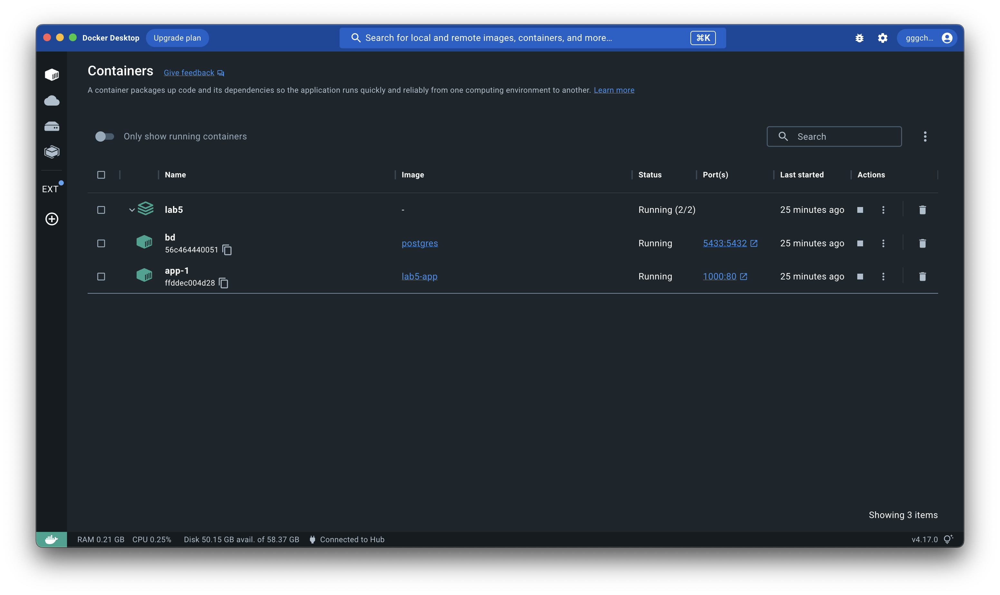 Docker Desktop Upgrade plan Search for local and remote images, containers, and more... ⌘K gggch...
Containers Give feedback
A container packages up code and its dependencies so the application runs quickly and reliably from one computing environment to another. Learn more
Only show running containers Search
Name Image Status Port(s) Last started Actions
EXT
lab5 - Running (2/2) 25 minutes ago
bd
56c464440051 postgres Running 5433:5432 25 minutes ago
app-1
ffddec004d28 lab5-app Running 1000:80 25 minutes ago
Showing 3 items
RAM 0.21 GB CPU 0.25% Disk 50.15 GB avail. of 58.37 GB Connected to Hub v4.17.0